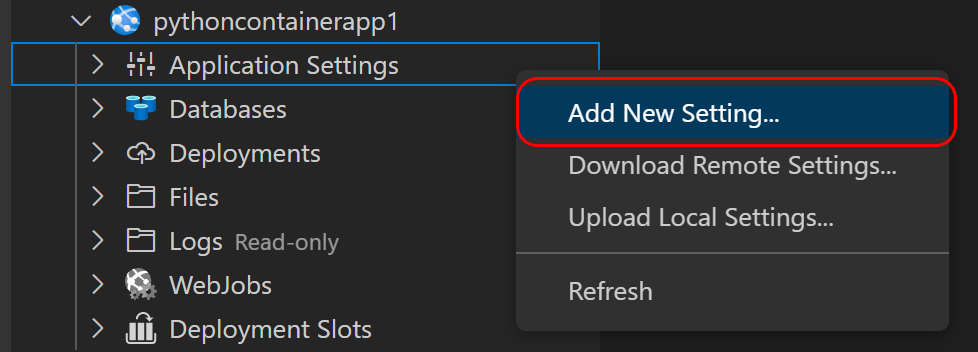 pythoncontainerapp1
Application Settings
Databases
Deployments
Files
Logs Read-only
WebJobs
Deployment Slots
Add New Setting...
Download Remote Settings...
Upload Local Settings...
Refresh